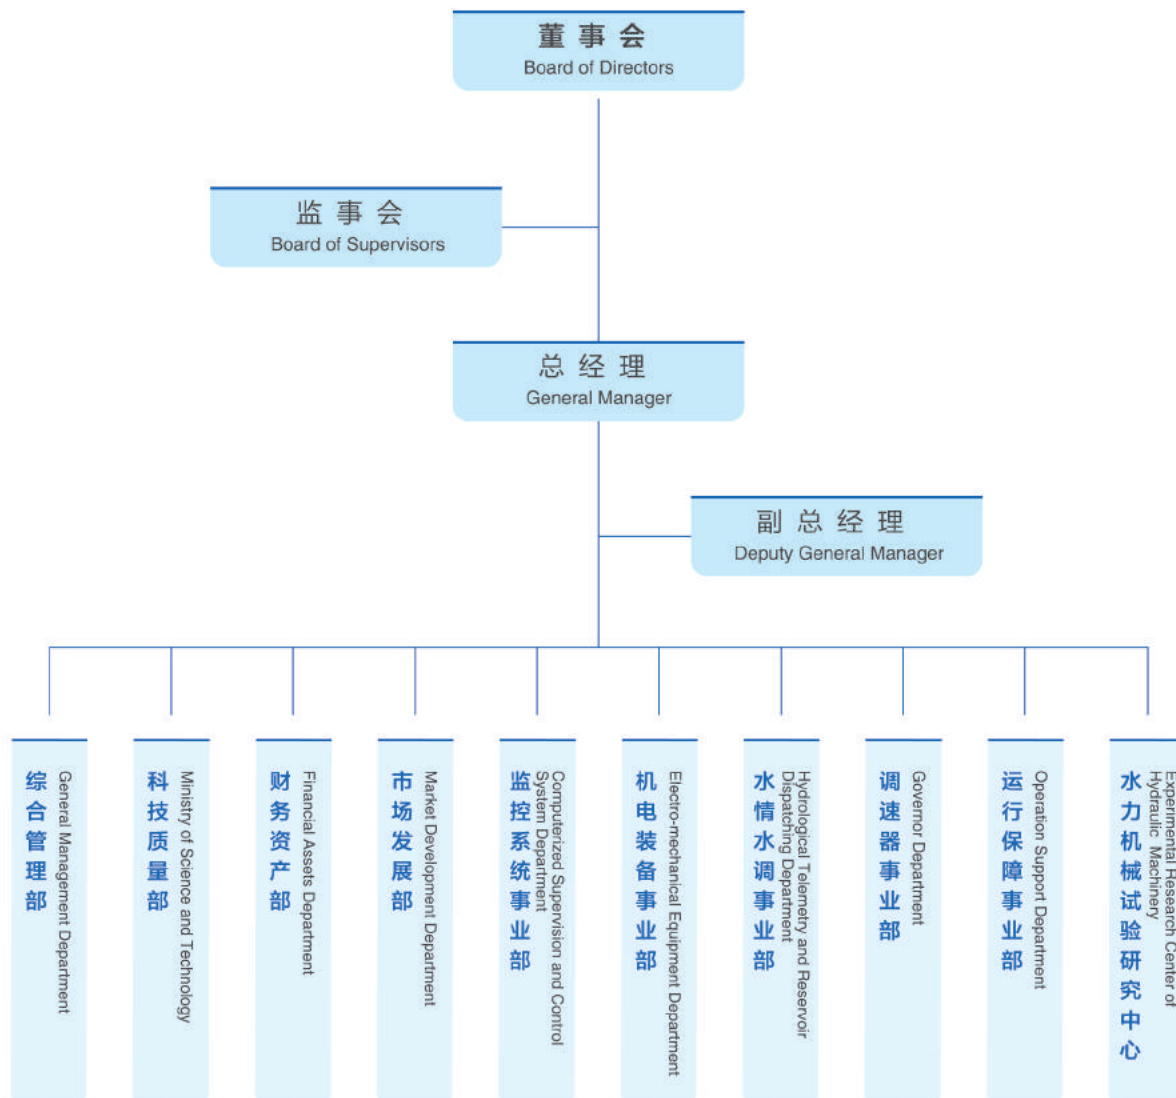 董事会
Board of Directors
监事会
Board of Supervisors
总经理
General Manager
副总经理
Deputy General Manager
综合管理部
General Management Department
科技质量部
Ministry of Science and Technology
财务资产部
Financial Assets Department
市场发展部
Market Development Department
监控系统事业部
Computerized Supervision and Control
System Department
机电装备事业部
Electro-mechanical Equipment Department
水情水调事业部
Hydrological Telemetry and Reservoir
Dispatching Department
调速器事业部
Governor Department
运行保障事业部
Operation Support Department
水力机械试验研究中心
Experimental Research Center of
Hydraulic Machinery